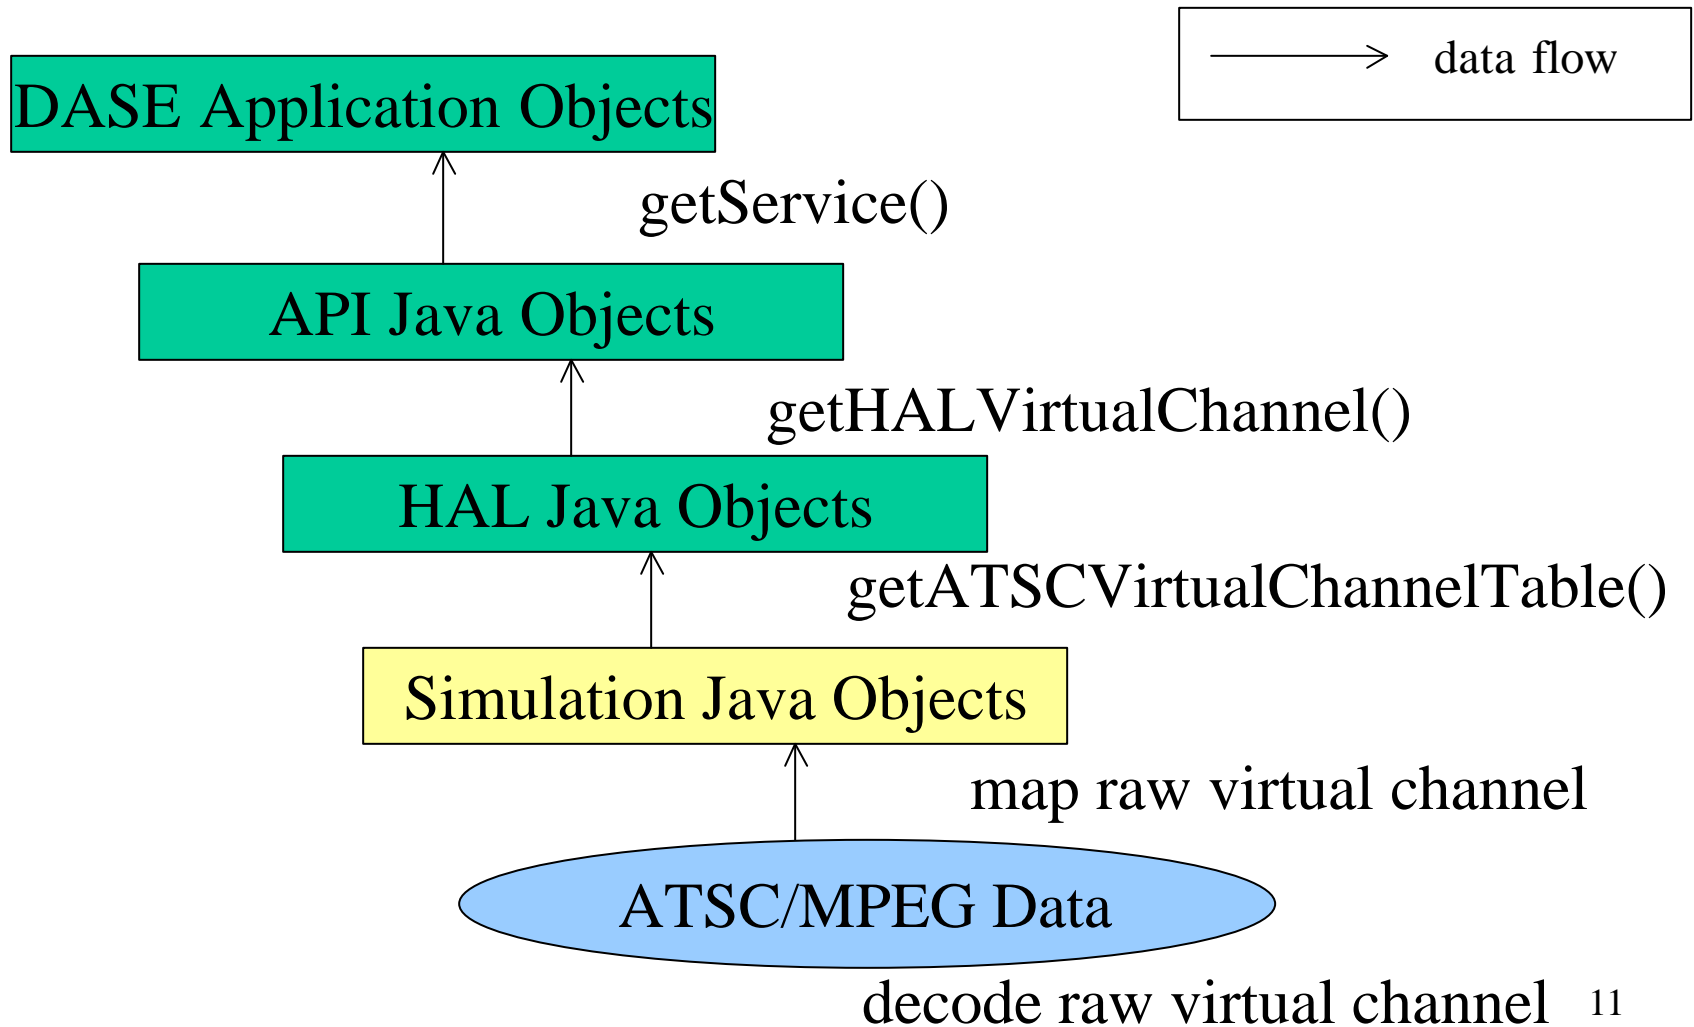 data flow
DASE Application Objects
getService()
API Java Objects
getHALVirtualChannel()
HAL Java Objects
getATSCVirtualChannelTable()
Simulation Java Objects
map raw virtual channel
ATSC/MPEG Data
decode raw virtual channel
11